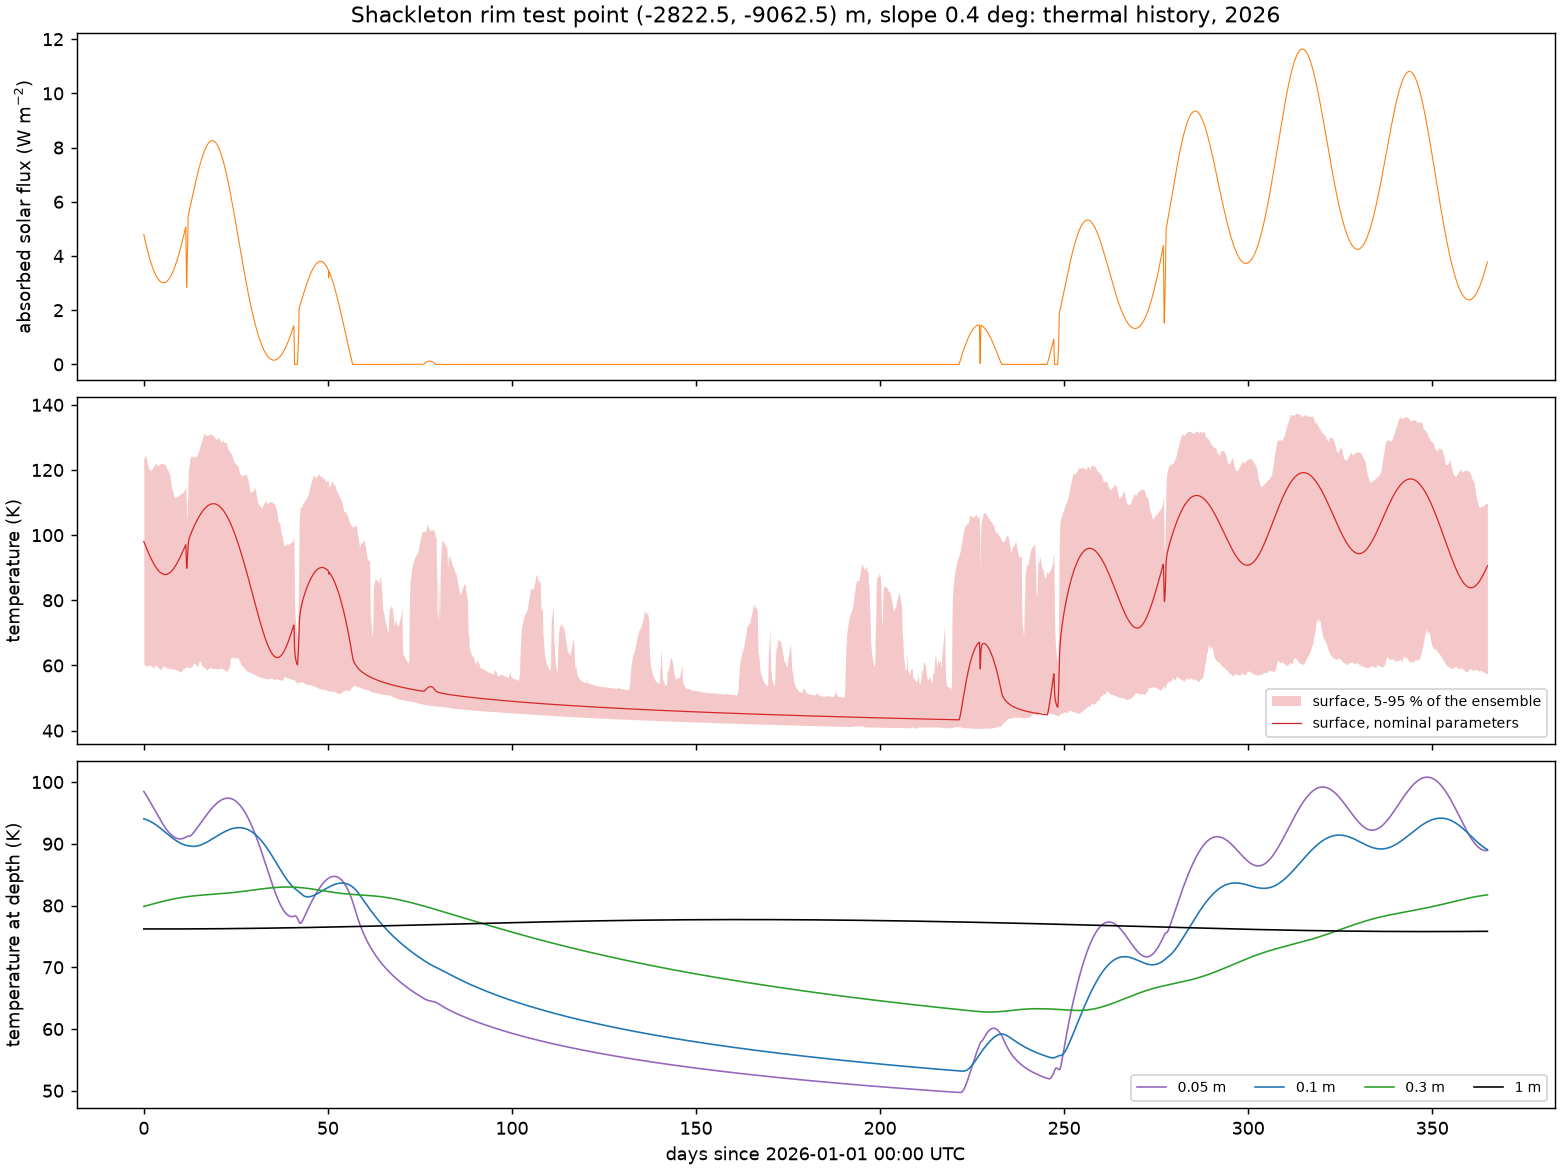 Shackleton rim test point (-2822.5, -9062.5) m, slope 0.4 deg: thermal history, 2026
absorbed solar flux (W m⁻²)
12
10
8
6
4
2
0
temperature (K)
140
120
100
80
60
40
surface, 5-95 % of the ensemble
surface, nominal parameters
temperature at depth (K)
100
90
80
70
60
50
0.05 m
0.1 m
0.3 m
1 m
0 50 100 150 200 250 300 350
days since 2026-01-01 00:00 UTC